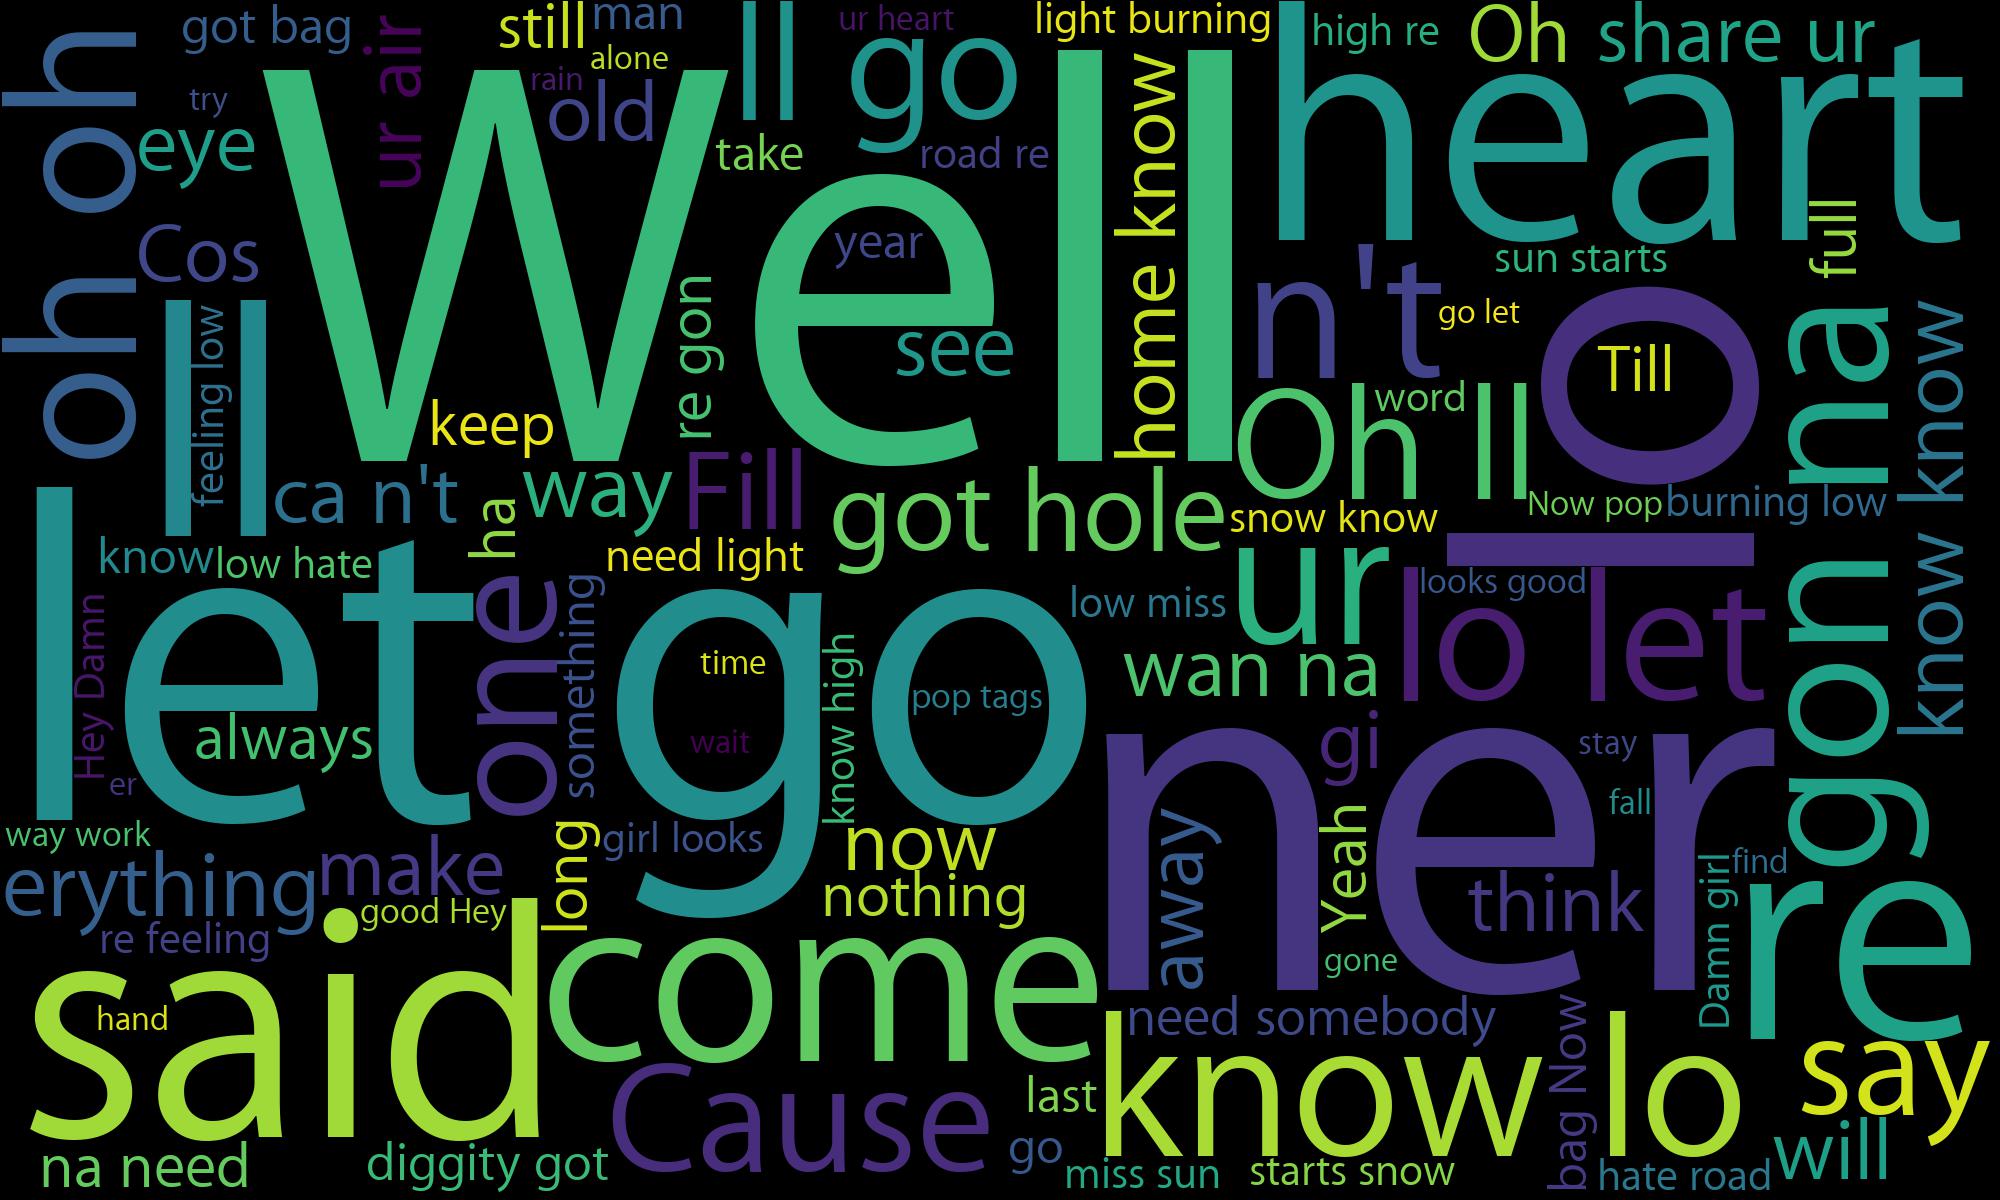 got bag
still
man
ur heart
light burning
high re
Oh
share ur
oh oh
ur air
alone
rain
ll go
heart
try
old
eye
take
road re
home know
Well
Cos
year
full
sun starts
n't
re gon
see
go let
O
Till
ll
feeling low
keep
Oh ll
word
gon na
know know
ca n't
way
Fill
got hole
snow know
Now pop
burning low
ha
know
low hate
need light
ur
looks good
let go
one
something
low miss
lo let
Hey Damn
time
know high
wan na
pop tags
always
wait
gi
stay
ner
er
fall
way work
long
girl looks
now
away
Yeah
find
erything
make
nothing
think
Damn girl
re
good Hey
re feeling
gone
said
come
hand
need somebody
bag Now
know lo
say
Cause
last
na need
diggity got
go
miss sun
starts snow
hate road
will